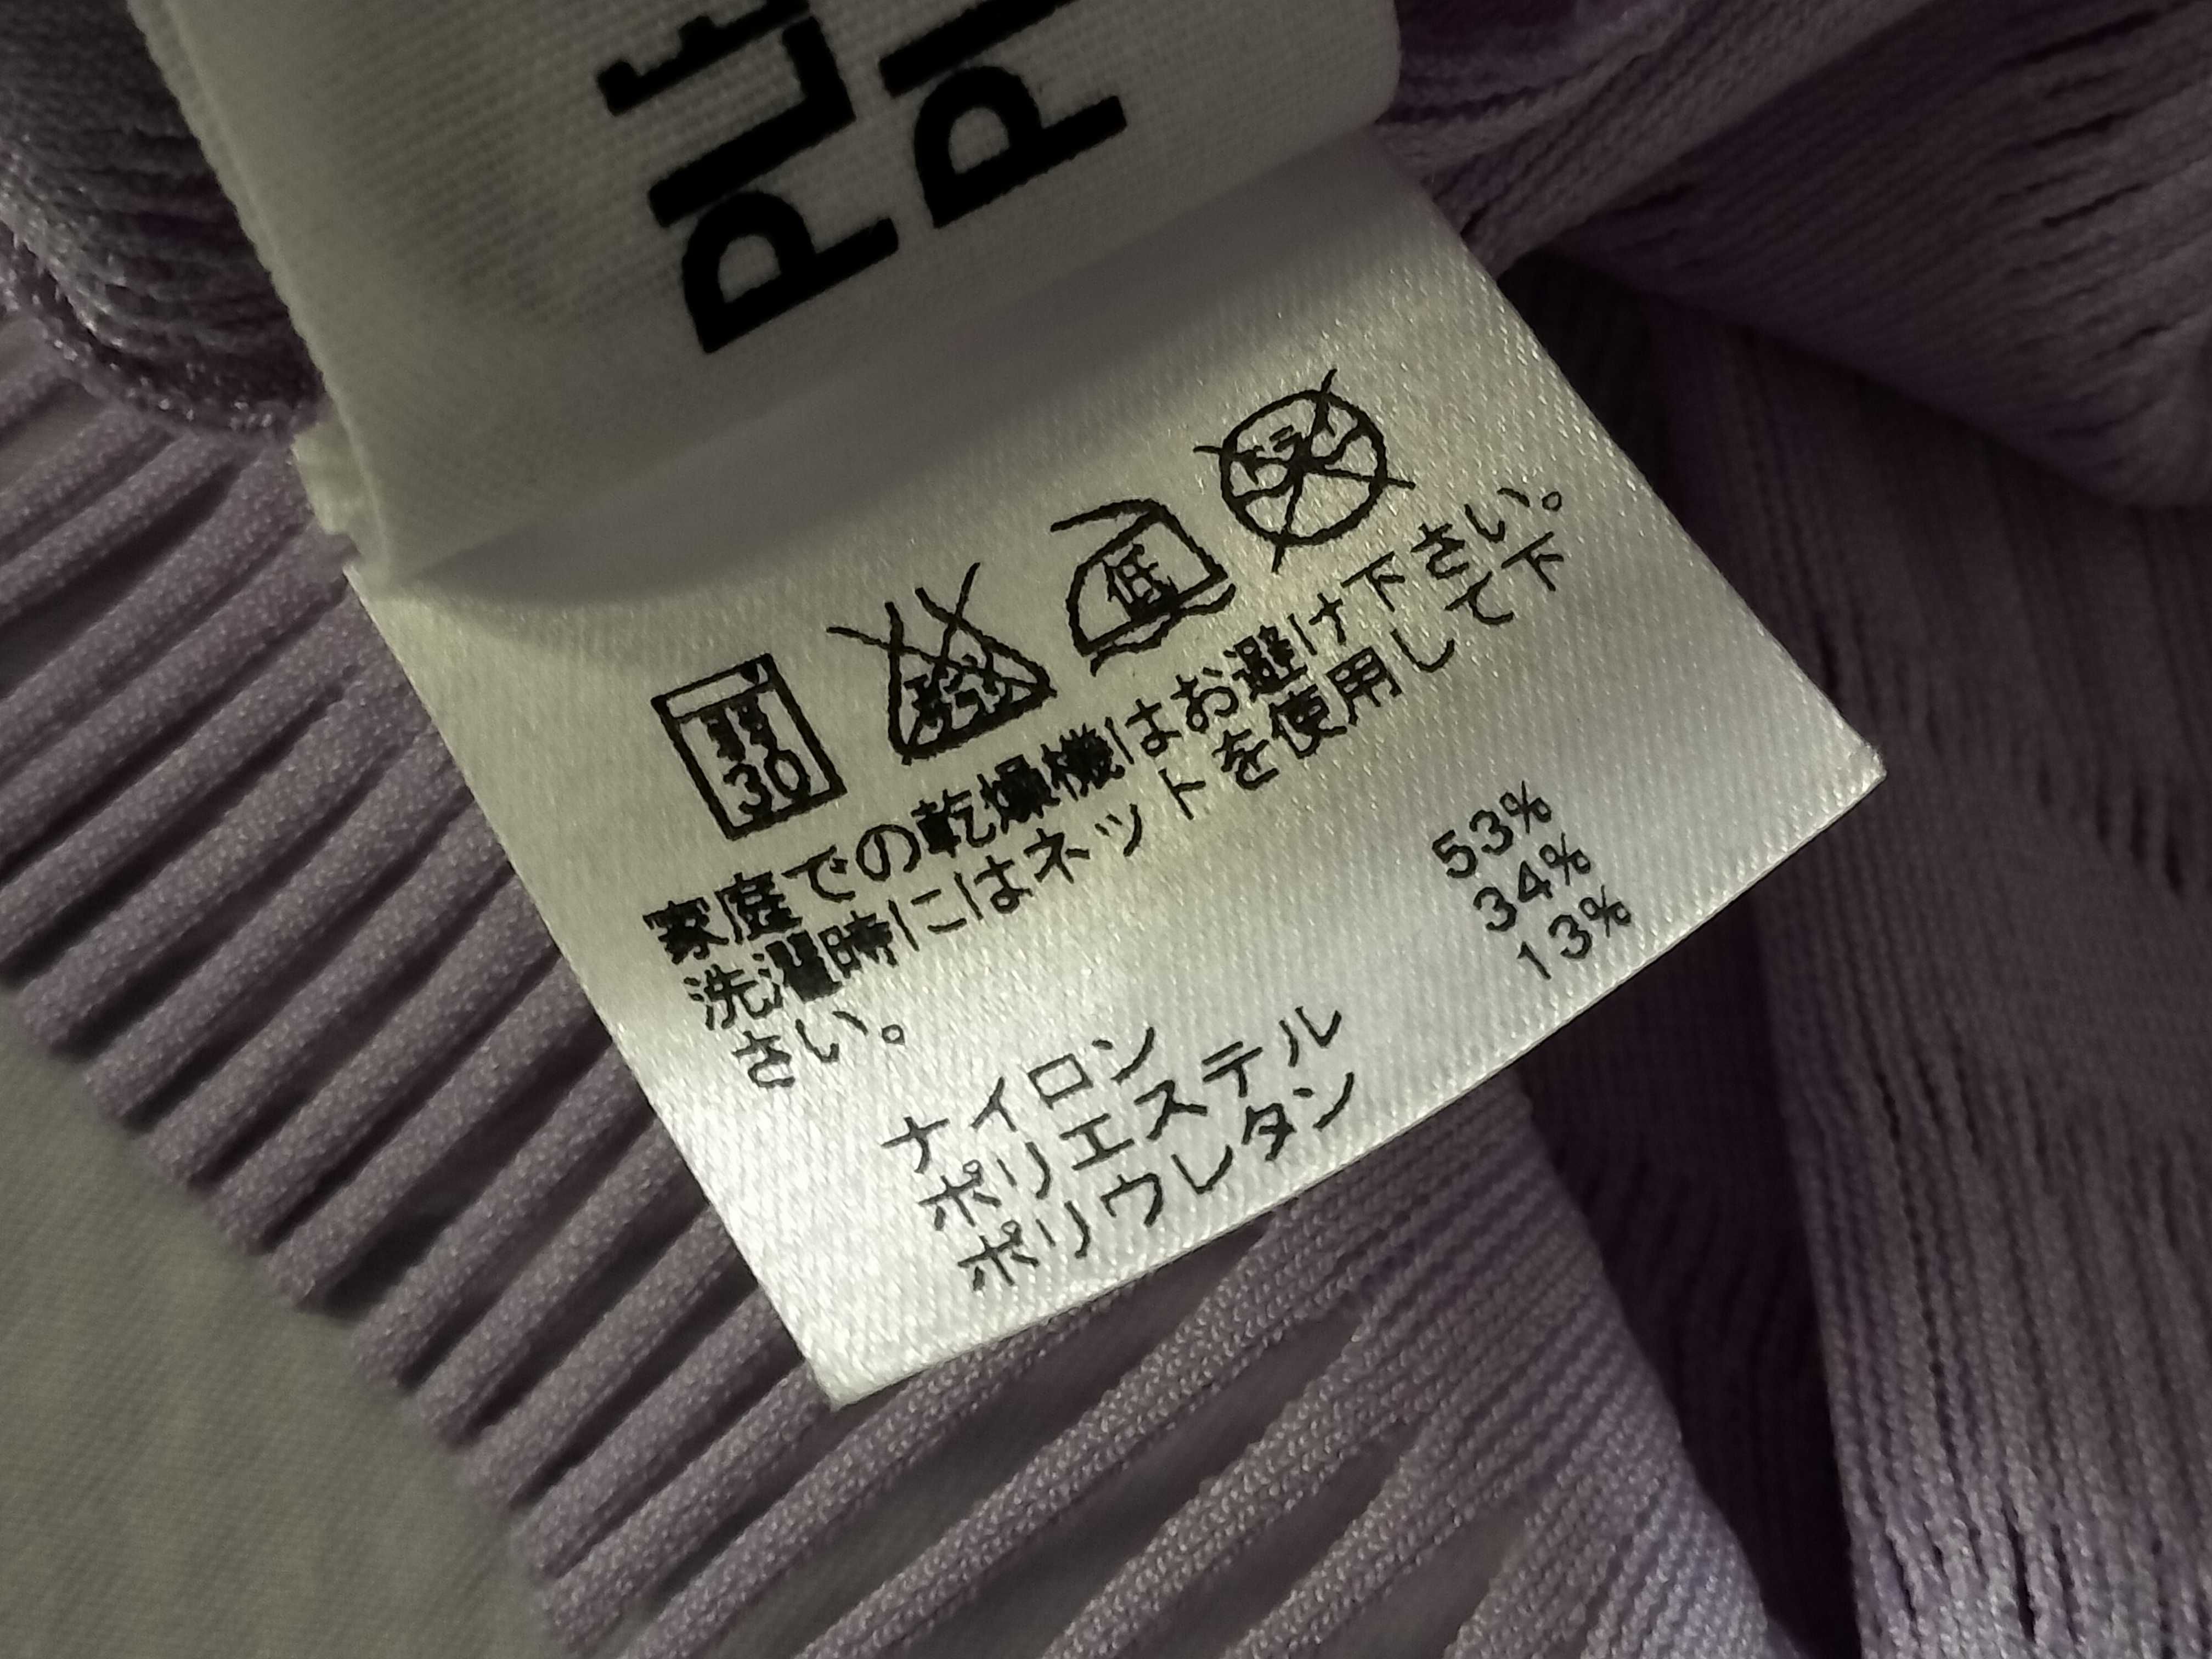 PLE
PL
30
低
家庭での乾燥機はお避け下さい。
洗濯時にはネットを使用して下
さい。
ナイロン 53%
ポリエステル 34%
ポリウレタン 13%